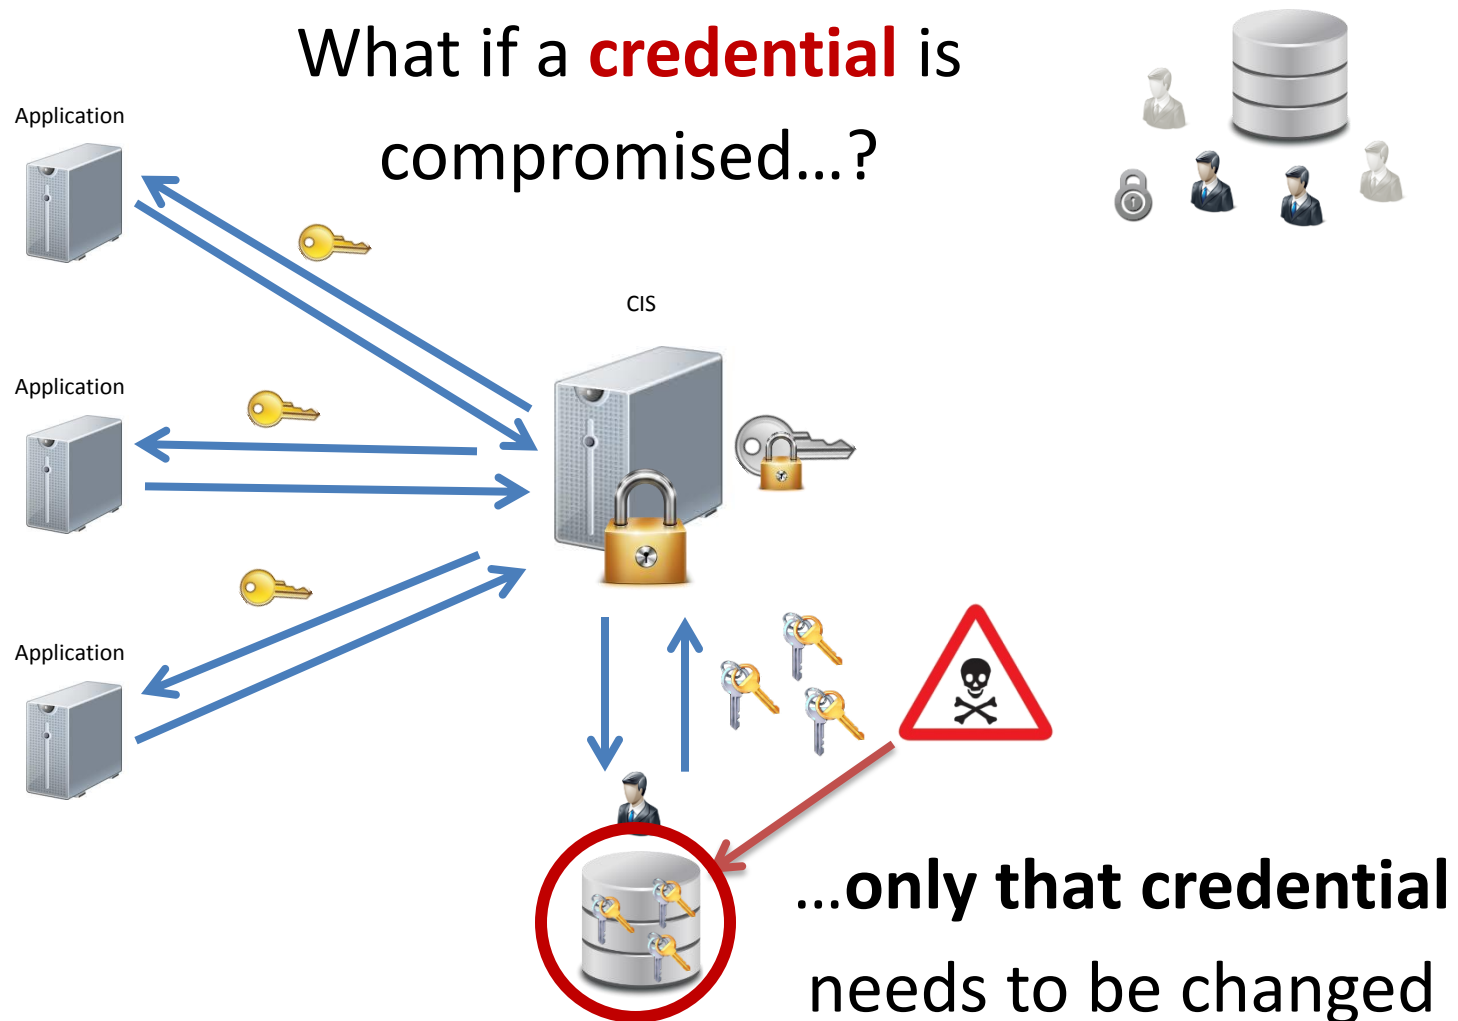 What if a credential is
compromised...?
Application
CIS
Application
Application
...only that credential
needs to be changed